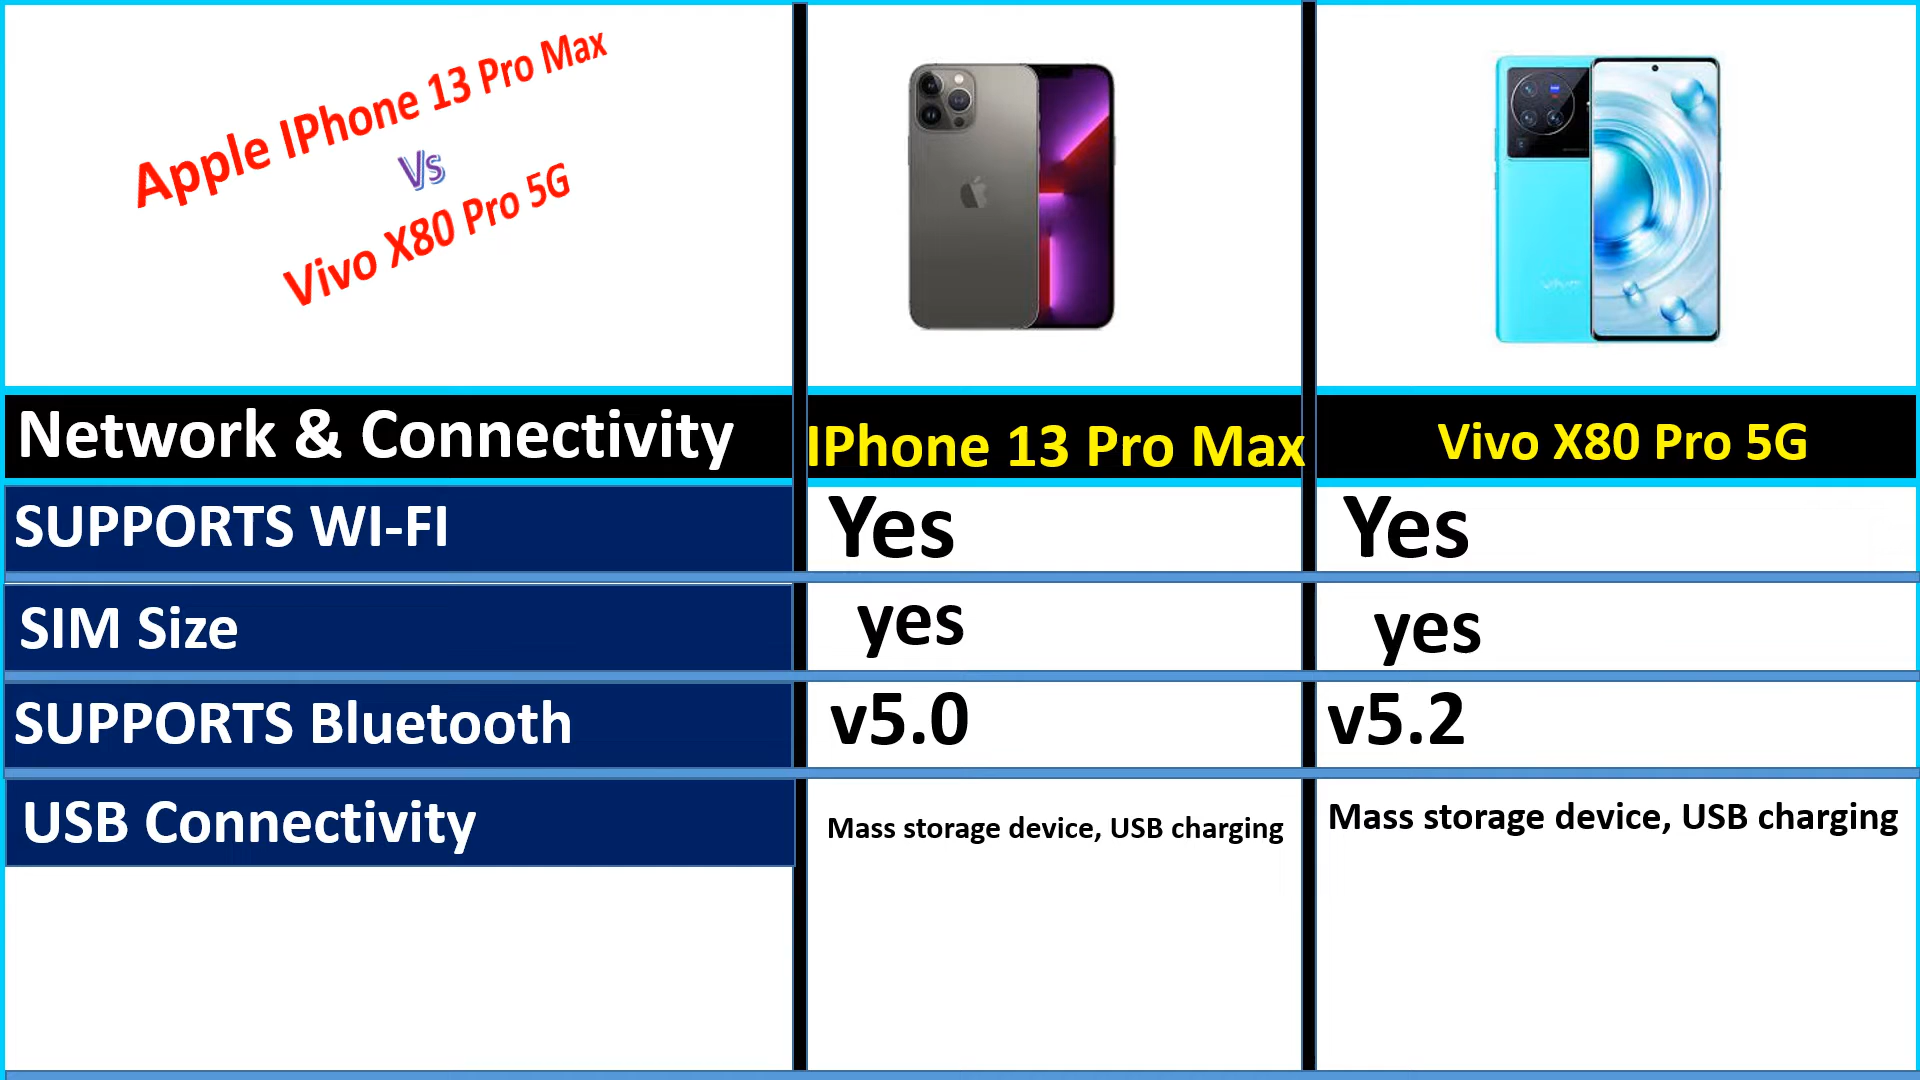 Apple IPhone 13 Pro Max
Vs
Vivo X80 Pro 5G
vivo
Network & Connectivity
IPhone 13 Pro Max
Vivo X80 Pro 5G
SUPPORTS WI-FI
Yes
Yes
SIM Size
yes
yes
SUPPORTS Bluetooth
v5.0
v5.2
USB Connectivity
Mass storage device, USB charging
Mass storage device, USB charging